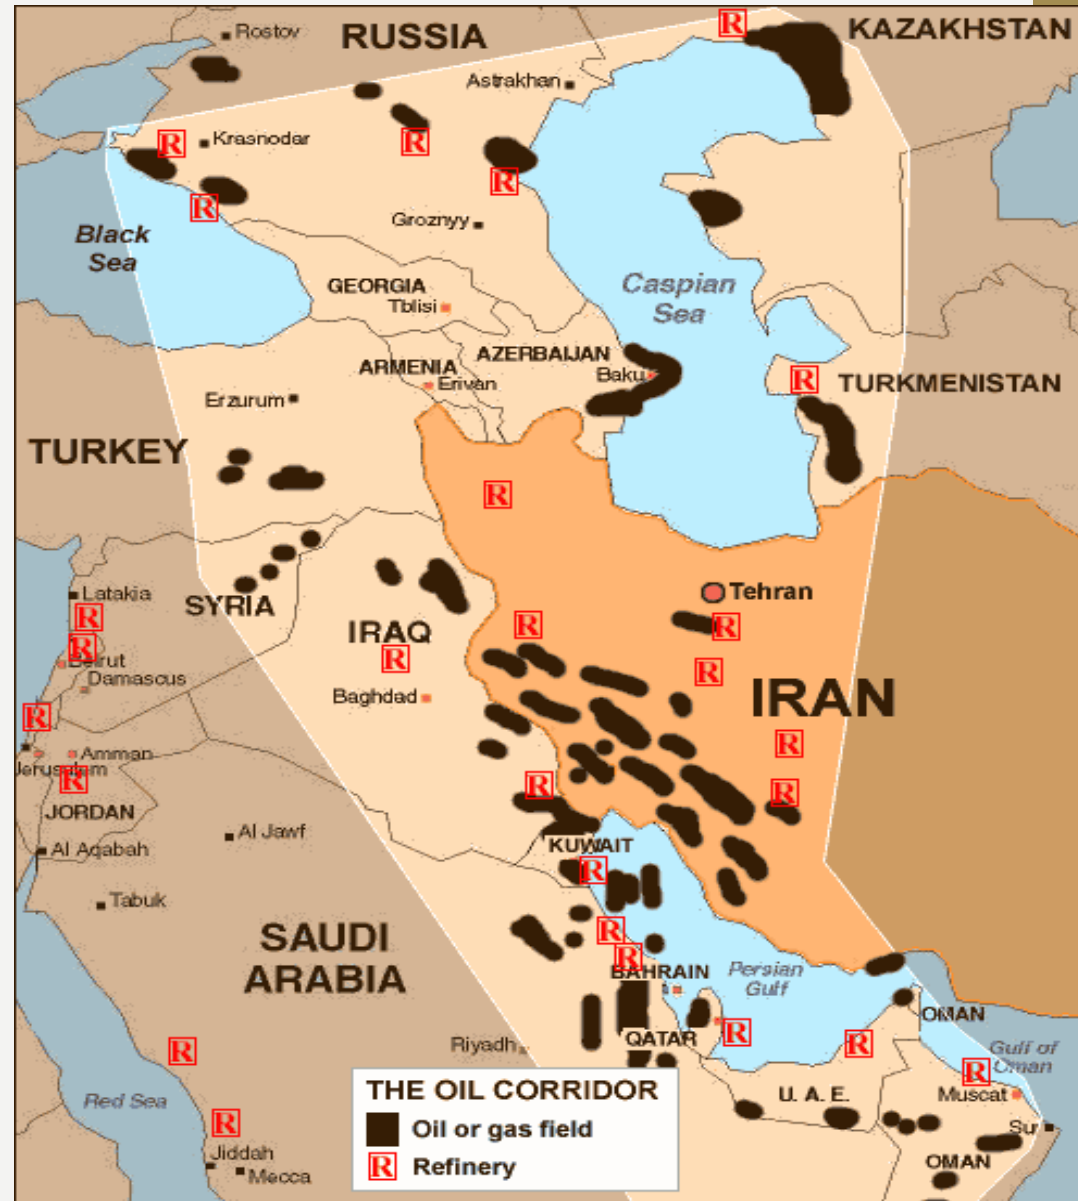 Rostov
RUSSIA
R
KAZAKHSTAN
Astrakhan
R
Krasnodar
R
R
R
Groznyy
Black
Sea
GEORGIA
Tblisi
Caspian
Sea
ARMENIA
AZERBAIJAN
Erivan
Baku
R
TURKMENISTAN
Erzurum
TURKEY
R
Latakia
R
SYRIA
Tehran
IRAQ
R
R
R
Beirut
R
R
Damascus
Baghdad
IRAN
R
R
Amman
Jerusalem
R
R
R
JORDAN
Al Jawf
Al Aqabah
KUWAIT
R
Tabuk
SAUDI
ARABIA
R
R
BAHRAIN
Persian
Gulf
OMAN
QATAR
R
R
Riyadh
R
Gulf of
Oman
R
Red Sea
U. A. E.
Muscat
R
Sur
Jiddah
Mecca
OMAN
THE OIL CORRIDOR
Oil or gas field
R Refinery